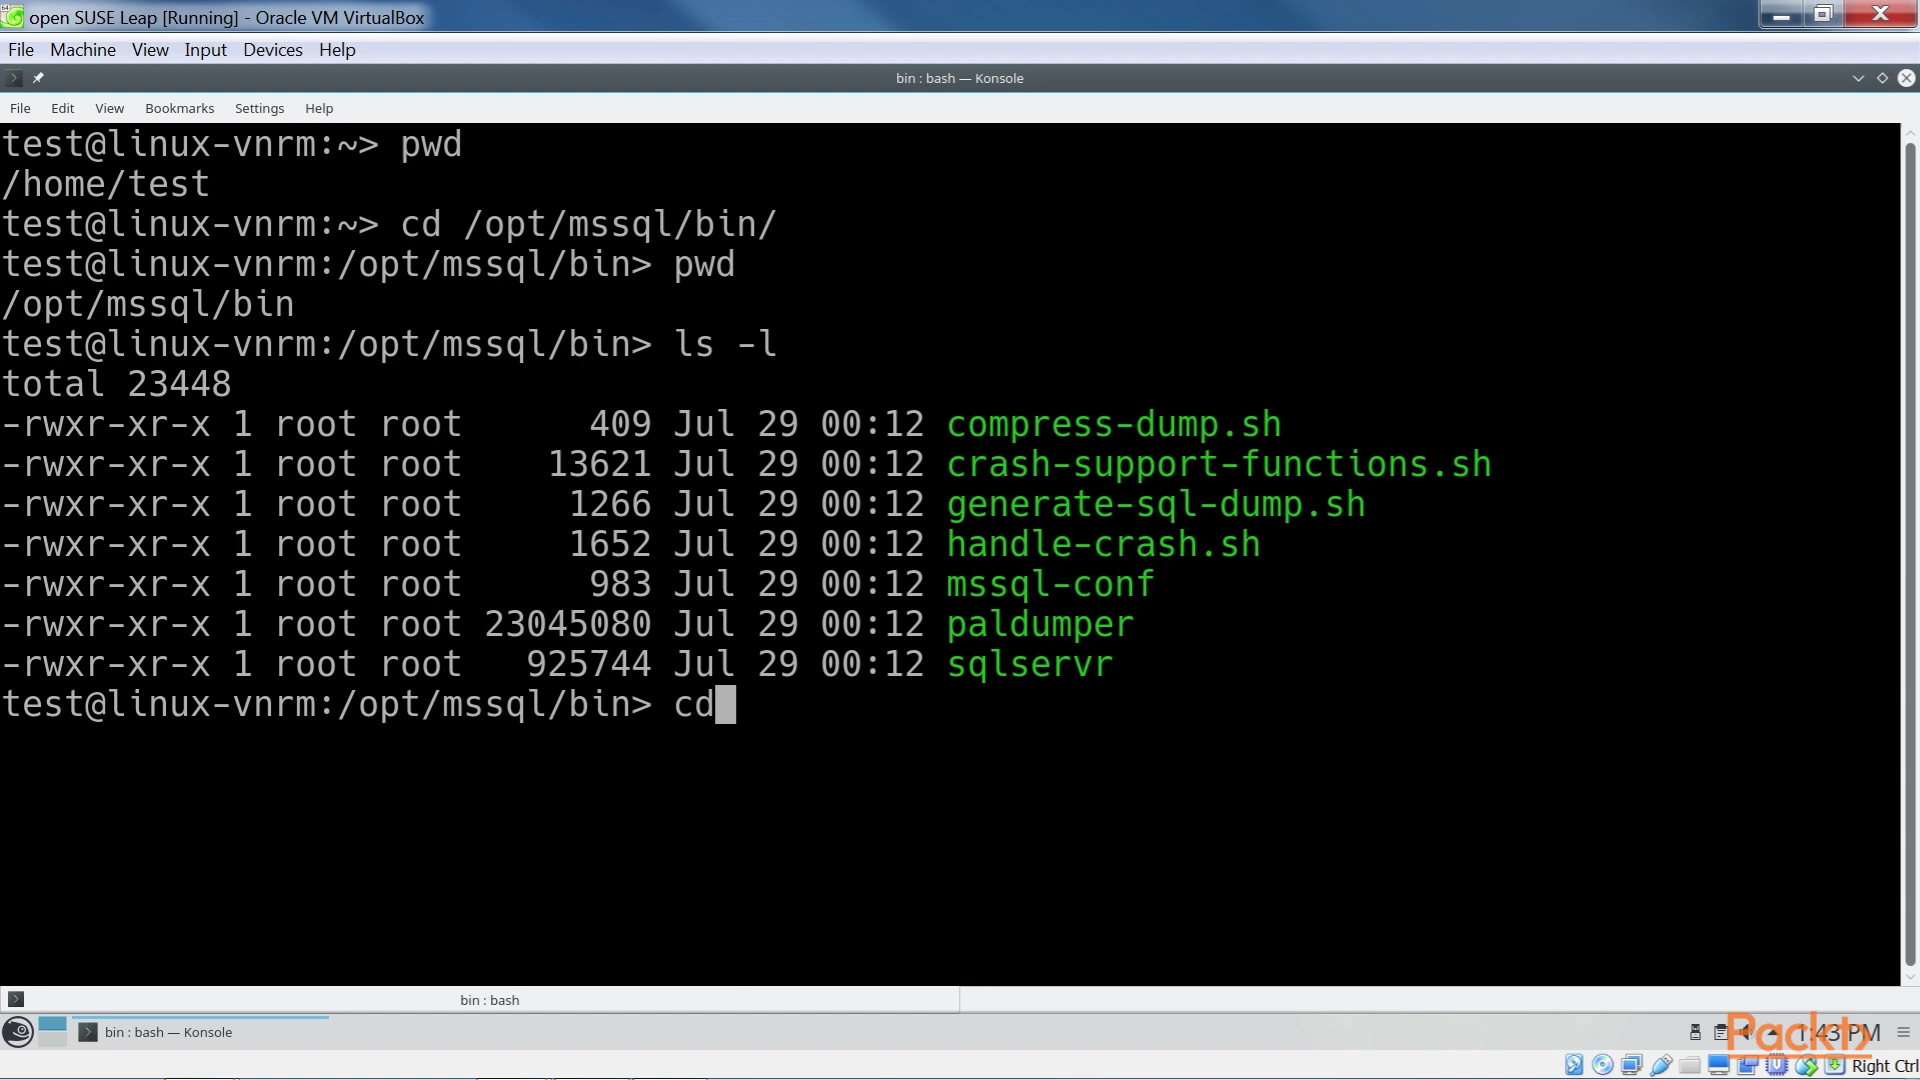 open SUSE Leap [Running] - Oracle VM VirtualBox
File Machine View Input Devices Help
bin : bash — Konsole
File Edit View Bookmarks Settings Help
test@linux-vnrm:~> pwd
/home/test
test@linux-vnrm:~> cd /opt/mssql/bin/
test@linux-vnrm:/opt/mssql/bin> pwd
/opt/mssql/bin
test@linux-vnrm:/opt/mssql/bin> ls -l
total 23448
-rwxr-xr-x 1 root root 409 Jul 29 00:12 compress-dump.sh
-rwxr-xr-x 1 root root 13621 Jul 29 00:12 crash-support-functions.sh
-rwxr-xr-x 1 root root 1266 Jul 29 00:12 generate-sql-dump.sh
-rwxr-xr-x 1 root root 1652 Jul 29 00:12 handle-crash.sh
-rwxr-xr-x 1 root root 983 Jul 29 00:12 mssql-conf
-rwxr-xr-x 1 root root 23045080 Jul 29 00:12 paldumper
-rwxr-xr-x 1 root root 925744 Jul 29 00:12 sqlservr
test@linux-vnrm:/opt/mssql/bin> cd
bin : bash
bin : bash — Konsole
1:43 PM
Packt
Right Ctrl